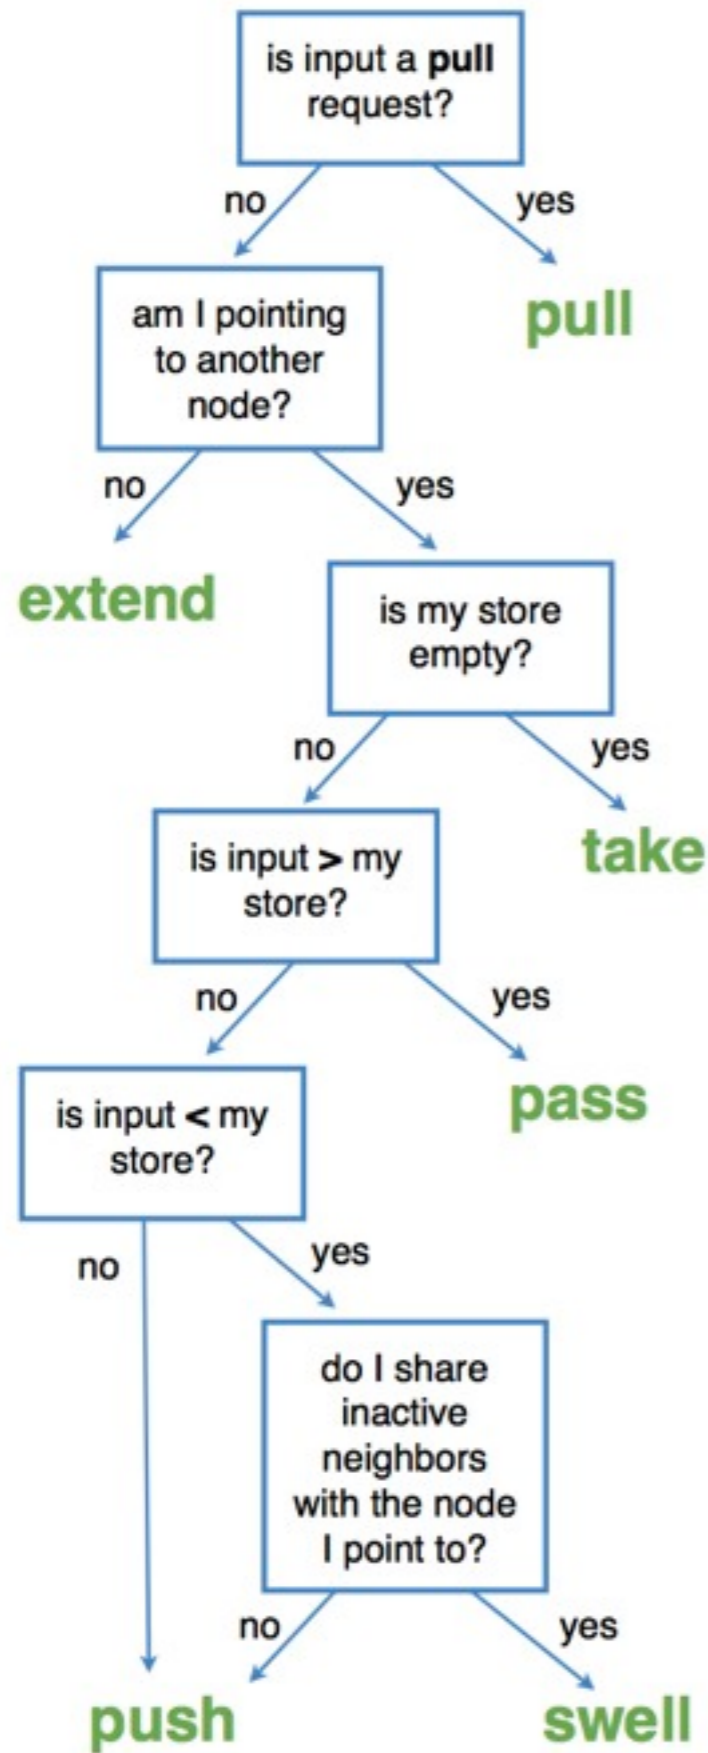 is input a pull
request?
no
yes
pull
am I pointing
to another
node?
no
yes
extend
is my store
empty?
no
yes
take
is input > my
store?
no
yes
pass
is input < my
store?
no
yes
do I share
inactive
neighbors
with the node
I point to?
no
yes
push
swell